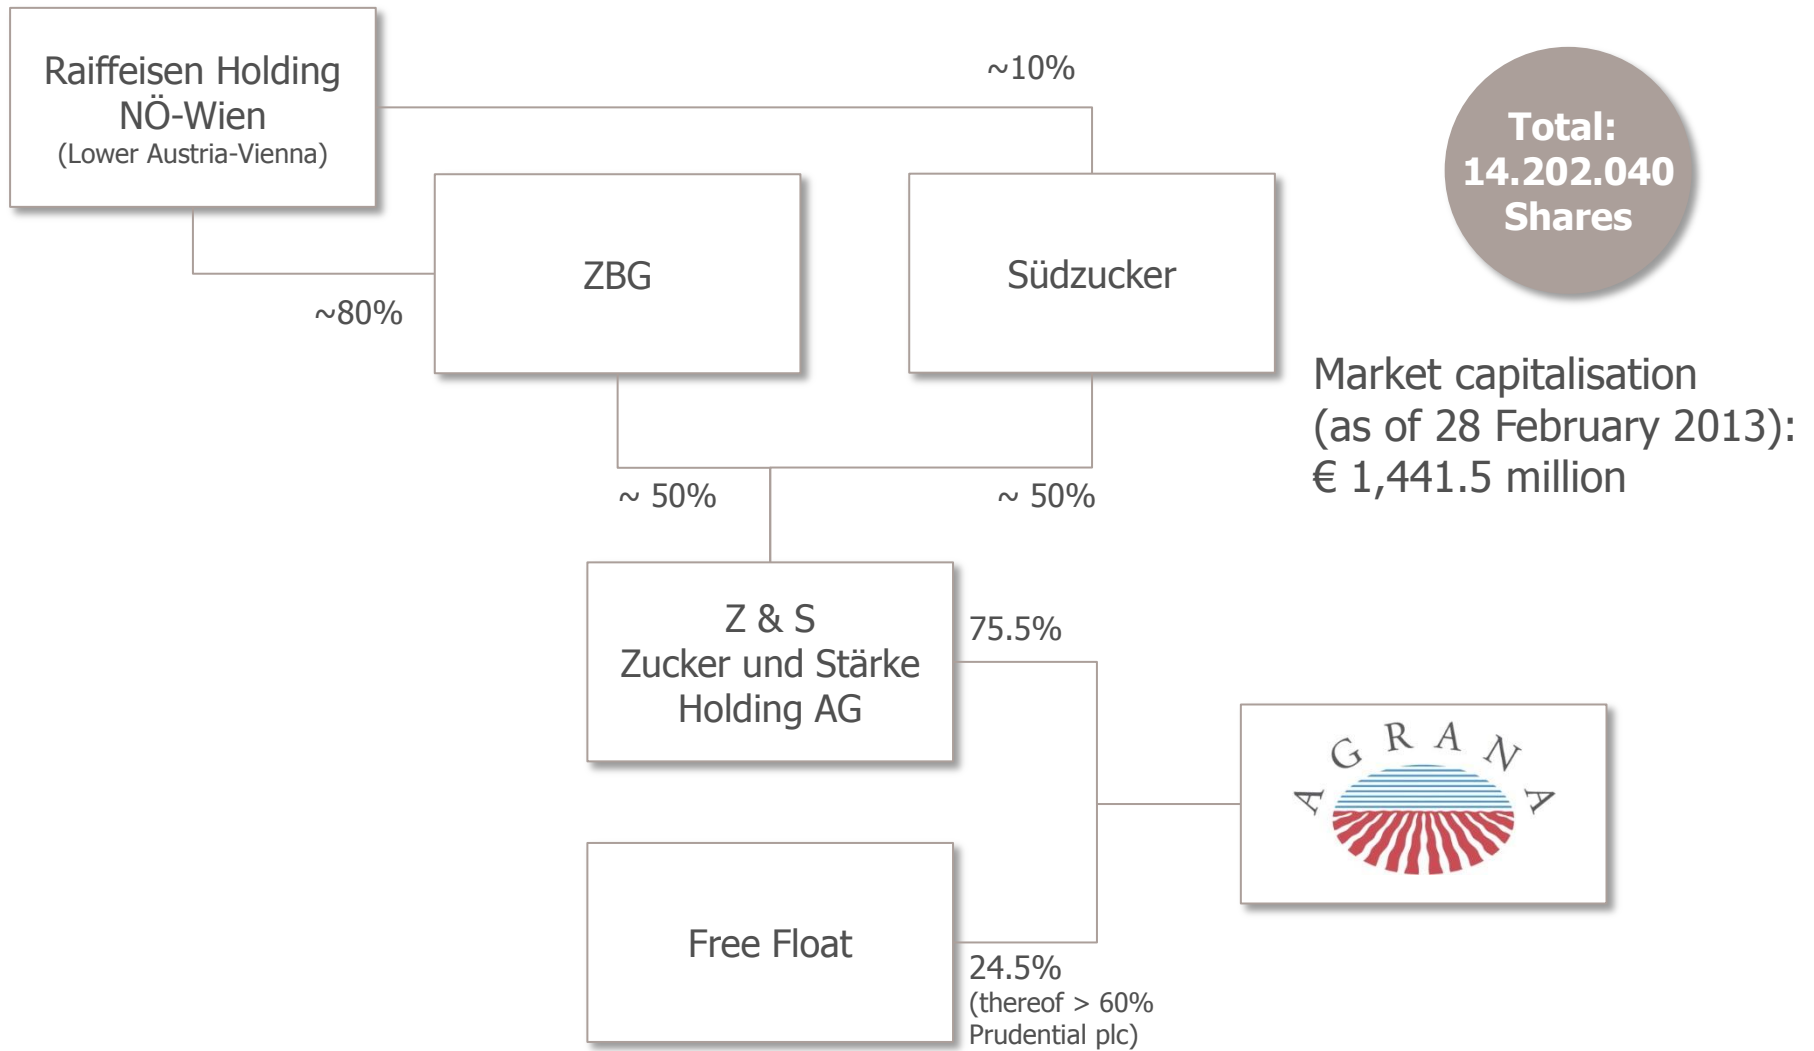 Raiffeisen Holding
NÖ-Wien
(Lower Austria-Vienna)
~10%
Total:
14.202.040
Shares
ZBG
Südzucker
~80%
Market capitalisation
(as of 28 February 2013):
€ 1,441.5 million
~ 50%
~ 50%
Z & S
Zucker und Stärke
Holding AG
75.5%
AGRANA
Free Float
24.5%
(thereof > 60%
Prudential plc)